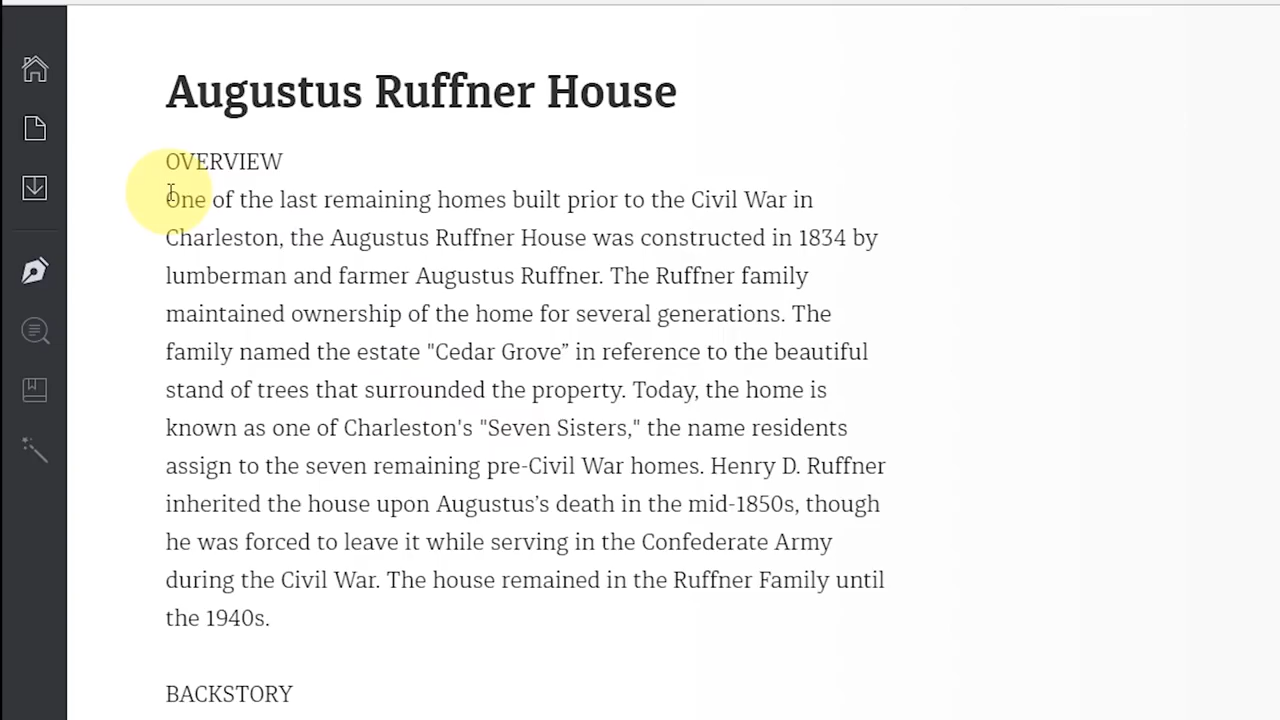 Augustus Ruffner House
OVERVIEW
One of the last remaining homes built prior to the Civil War in
Charleston, the Augustus Ruffner House was constructed in 1834 by
lumberman and farmer Augustus Ruffner. The Ruffner family
maintained ownership of the home for several generations. The
family named the estate "Cedar Grove” in reference to the beautiful
stand of trees that surrounded the property. Today, the home is
known as one of Charleston's "Seven Sisters," the name residents
assign to the seven remaining pre-Civil War homes. Henry D. Ruffner
inherited the house upon Augustus’s death in the mid-1850s, though
he was forced to leave it while serving in the Confederate Army
during the Civil War. The house remained in the Ruffner Family until
the 1940s.
BACKSTORY